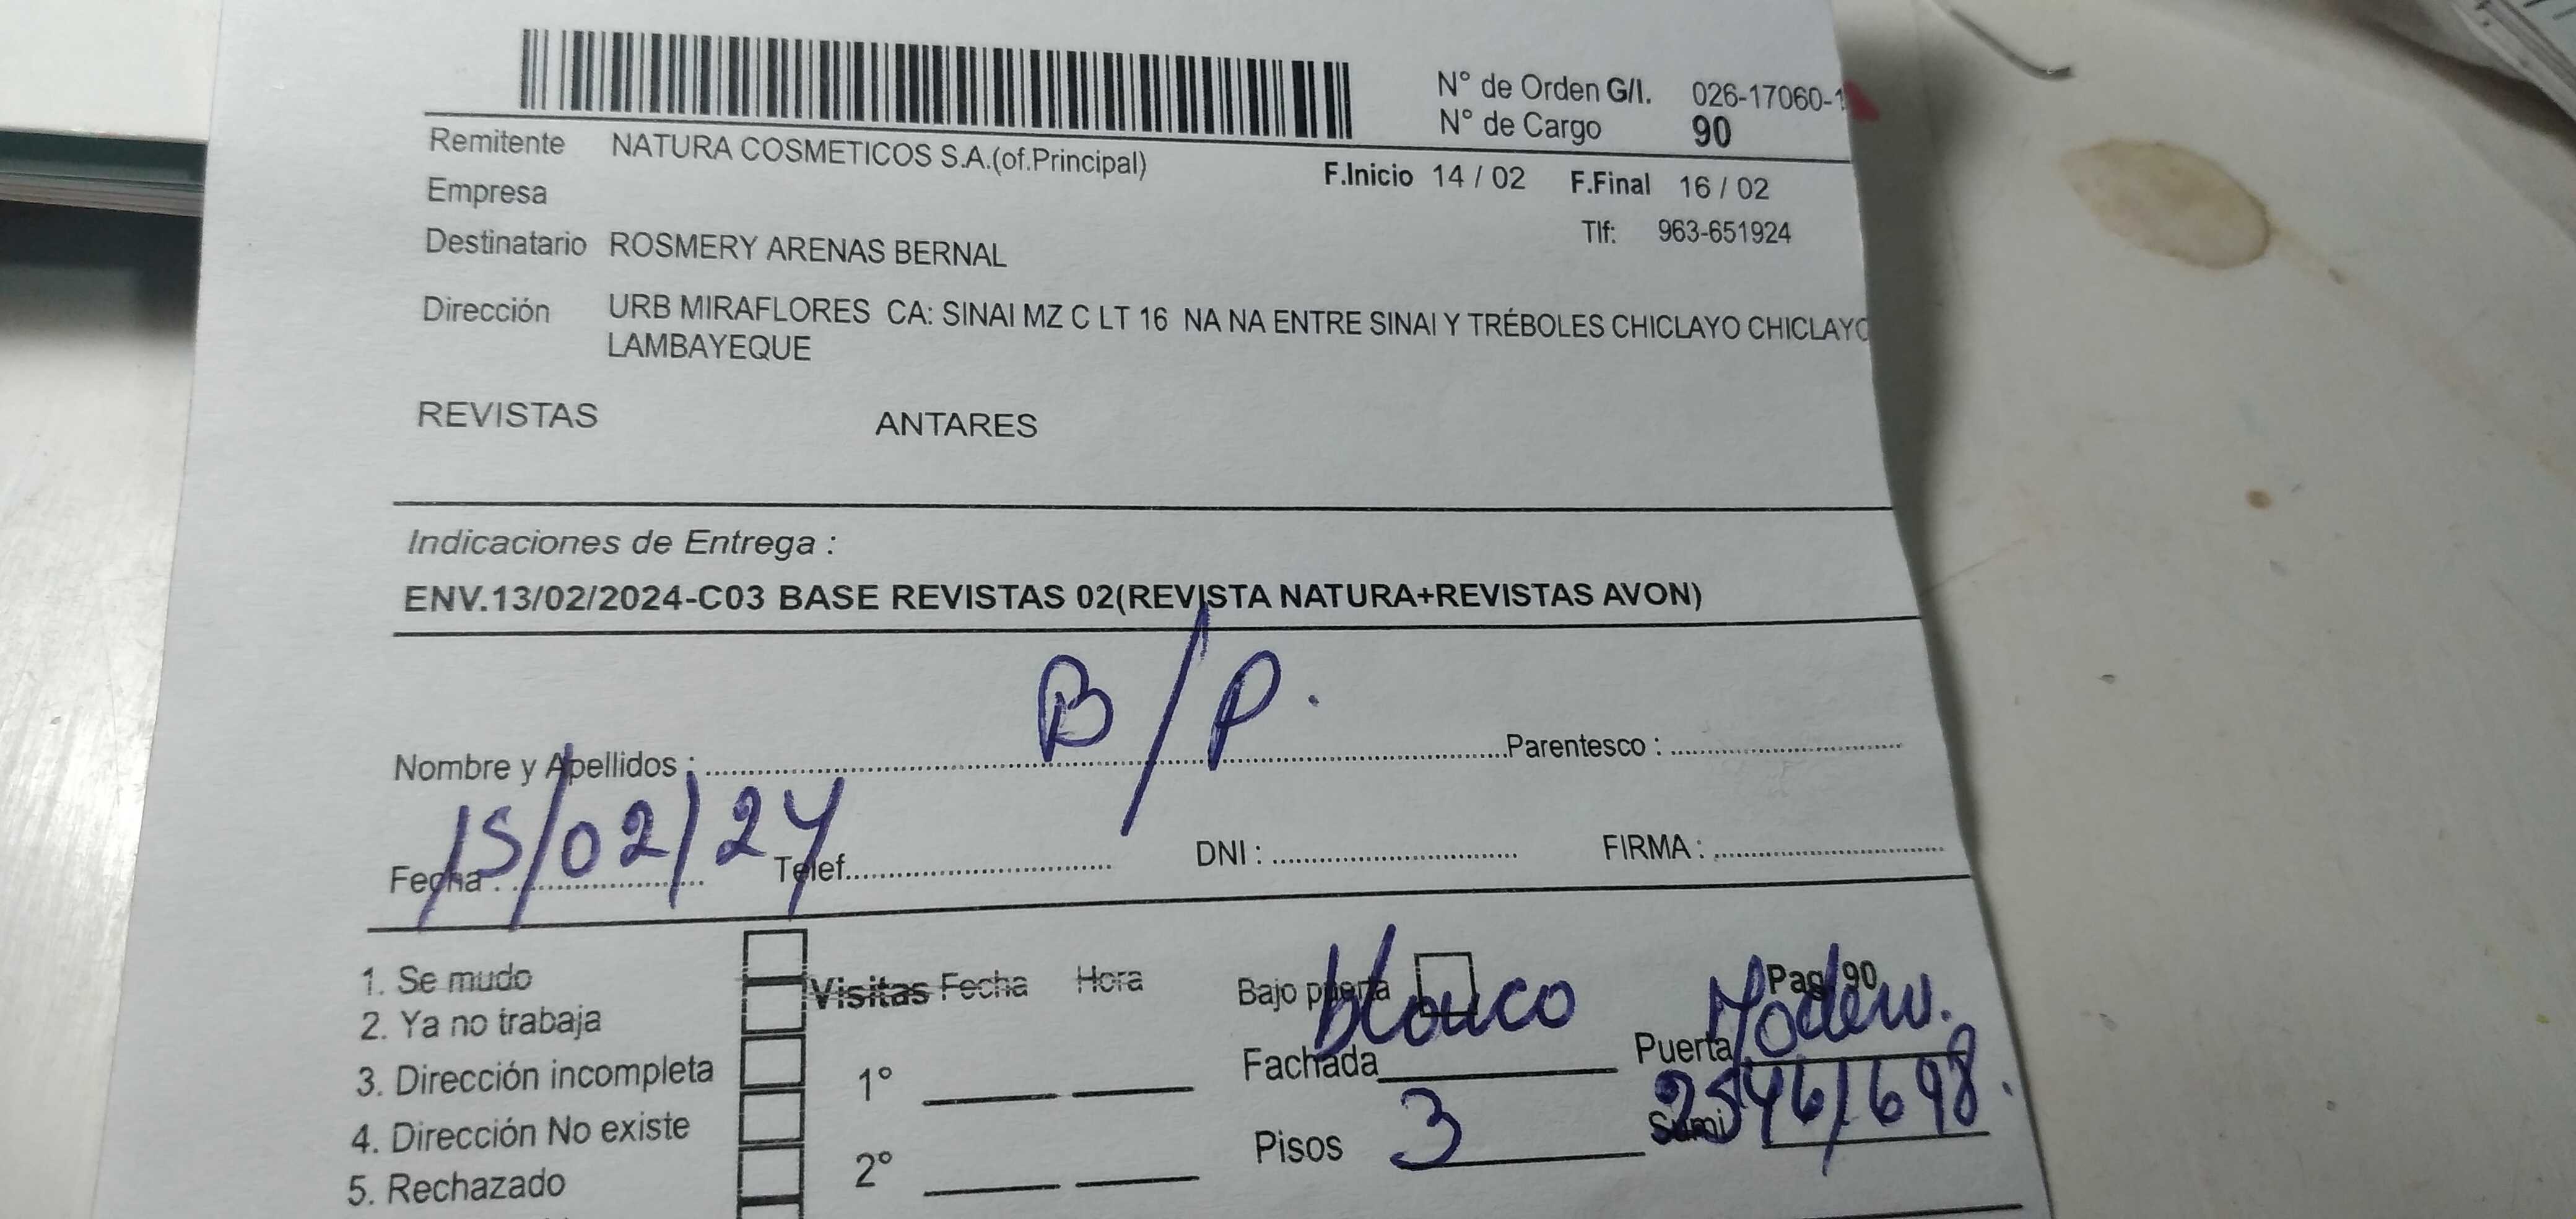 N° de Orden G/I. 026-17060-1
N° de Cargo 90
Remitente NATURA COSMETICOS S.A.(of.Principal)
F.Inicio 14 / 02 F.Final 16 / 02
Empresa
Tlf: 963-651924
Destinatario ROSMERY ARENAS BERNAL
Dirección URB MIRAFLORES CA: SINAI MZ C LT 16 NA NA ENTRE SINAI Y TRÉBOLES CHICLAYO CHICLAYO
LAMBAYEQUE
REVISTAS ANTARES
Indicaciones de Entrega :
ENV.13/02/2024-C03 BASE REVISTAS 02(REVISTA NATURA+REVISTAS AVON)
B/P.
Nombre y Apellidos : Parentesco :
15/02/24
Fecha : Telef. DNI : FIRMA :
1. Se mudo
2. Ya no trabaja
3. Dirección incompleta
4. Dirección No existe
5. Rechazado
Visitas Fecha Hora
1°
2°
Bajo puerta Pag 90
Fachada blanco Puerta
Pisos 3 Sumi